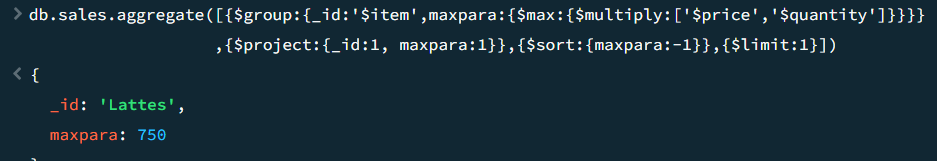 > db.sales.aggregate([{$group:{_id:'$item',maxpara:{$max:{$multiply:['$price','$quantity']}}}}
,{$project:{_id:1, maxpara:1}},{$sort:{maxpara:-1}},{$limit:1}])
< {
_id: 'Lattes',
maxpara: 750